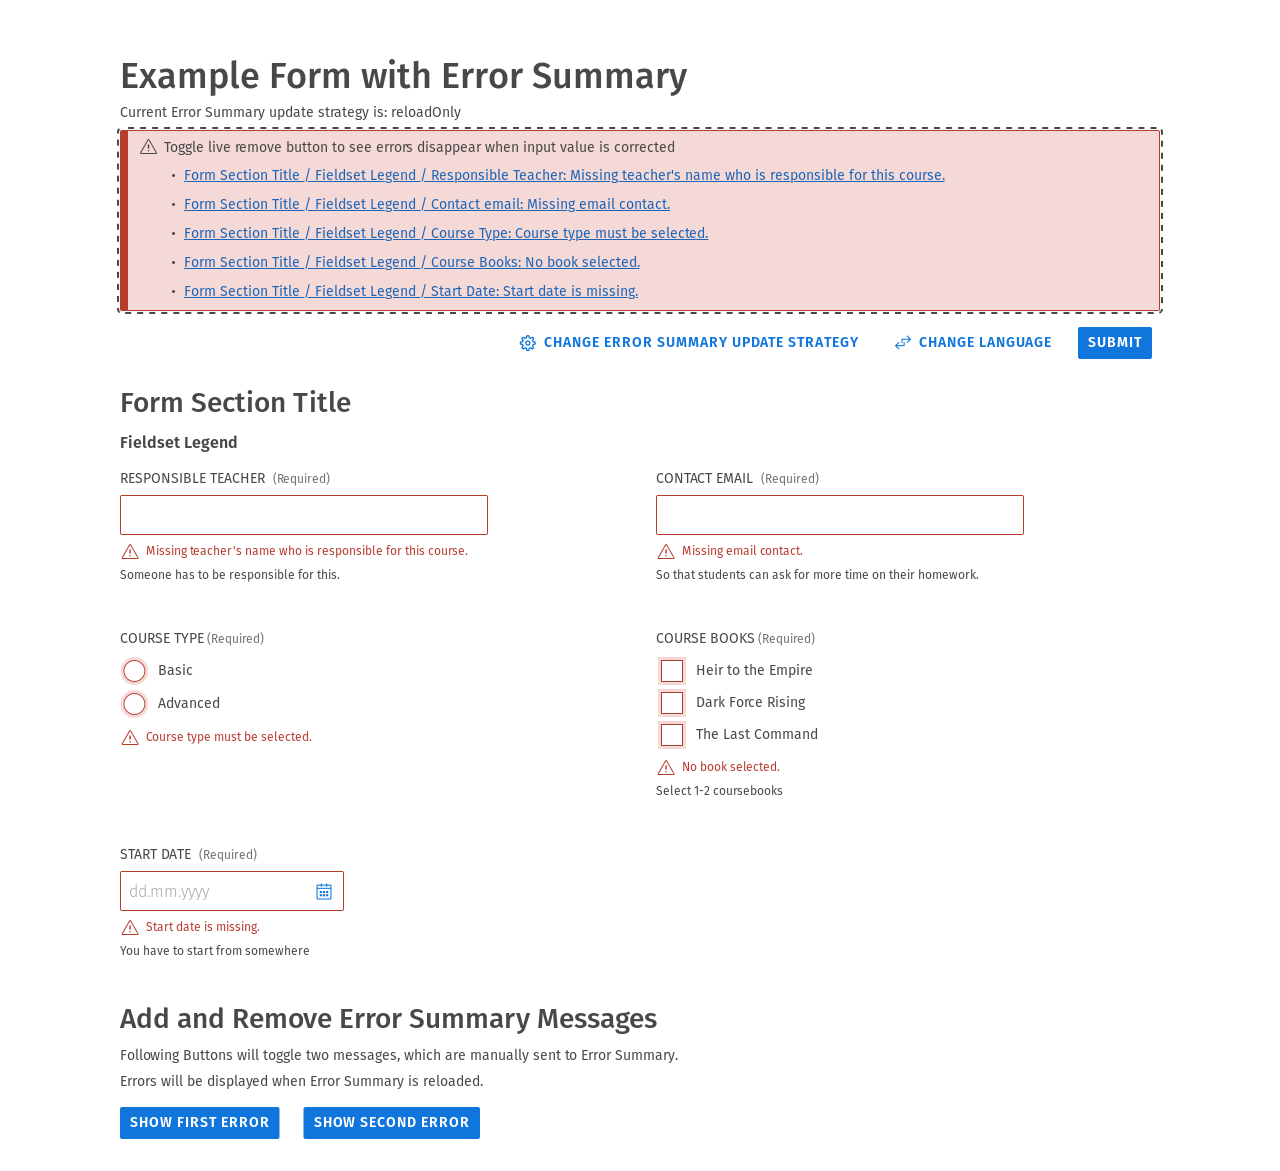 Example Form with Error Summary
Current Error Summary update strategy is: reloadOnly
Toggle live remove button to see errors disappear when input value is corrected
Form Section Title / Fieldset Legend / Responsible Teacher: Missing teacher's name who is responsible for this course.
Form Section Title / Fieldset Legend / Contact email: Missing email contact.
Form Section Title / Fieldset Legend / Course Type: Course type must be selected.
Form Section Title / Fieldset Legend / Course Books: No book selected.
Form Section Title / Fieldset Legend / Start Date: Start date is missing.
CHANGE ERROR SUMMARY UPDATE STRATEGY CHANGE LANGUAGE SUBMIT
Form Section Title
Fieldset Legend
RESPONSIBLE TEACHER (Required)
Missing teacher's name who is responsible for this course.
Someone has to be responsible for this.
CONTACT EMAIL (Required)
Missing email contact.
So that students can ask for more time on their homework.
COURSE TYPE (Required)
Basic
Advanced
Course type must be selected.
COURSE BOOKS (Required)
Heir to the Empire
Dark Force Rising
The Last Command
No book selected.
Select 1-2 coursebooks
START DATE (Required)
dd.mm.yyyy
Start date is missing.
You have to start from somewhere
Add and Remove Error Summary Messages
Following Buttons will toggle two messages, which are manually sent to Error Summary.
Errors will be displayed when Error Summary is reloaded.
SHOW FIRST ERROR SHOW SECOND ERROR